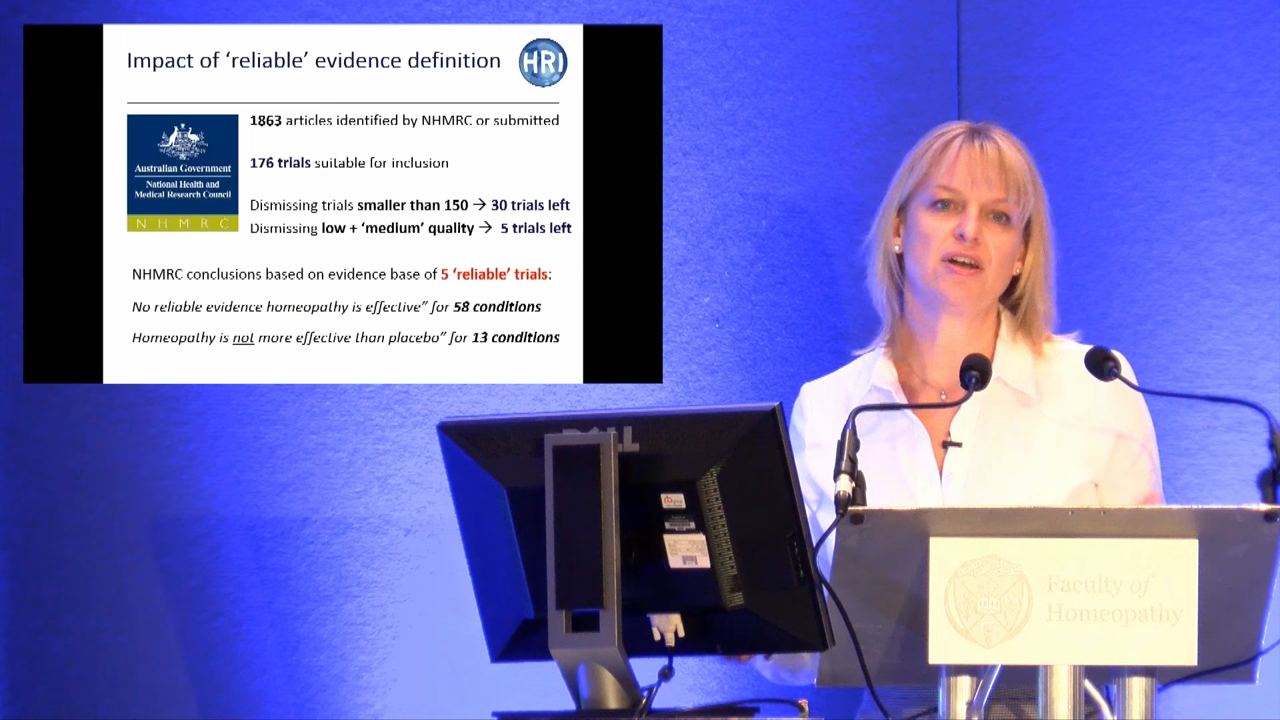 Impact of ‘reliable’ evidence definition
HRI
1863 articles identified by NHMRC or submitted
Australian Government
National Health and
Medical Research Council
N H M R C
176 trials suitable for inclusion
Dismissing trials smaller than 150 → 30 trials left
Dismissing low + ‘medium’ quality → 5 trials left
NHMRC conclusions based on evidence base of 5 ‘reliable’ trials:
No reliable evidence homeopathy is effective” for 58 conditions
Homeopathy is not more effective than placebo” for 13 conditions
DELL
Faculty of
Homeopathy